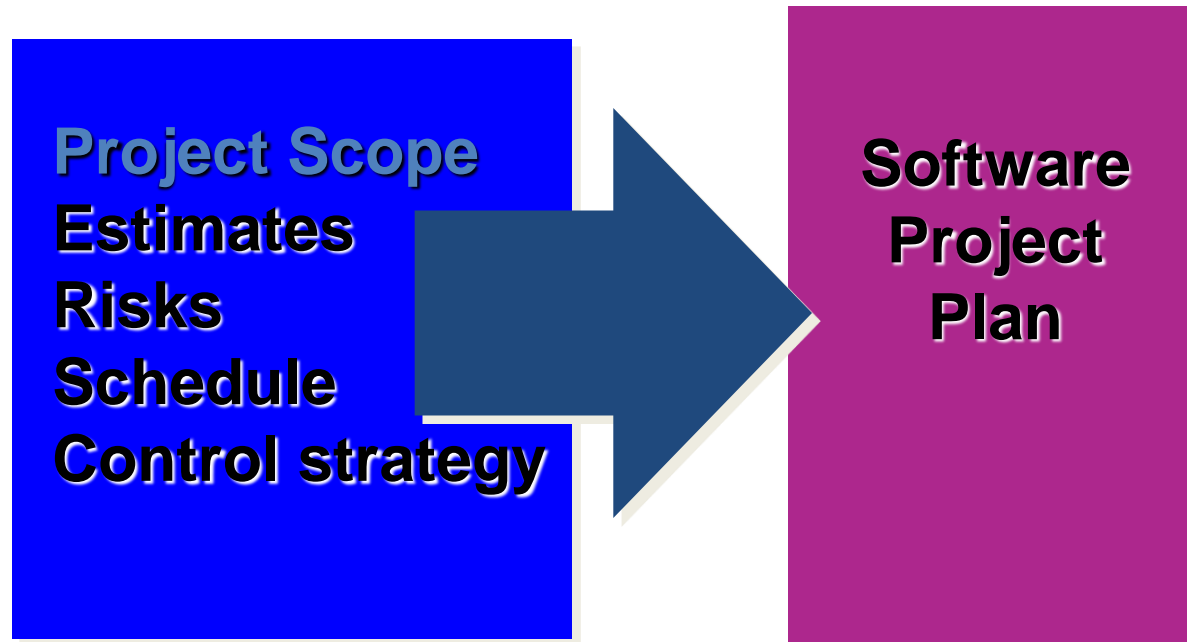 Project Scope
Estimates
Risks
Schedule
Control strategy
Software
Project
Plan